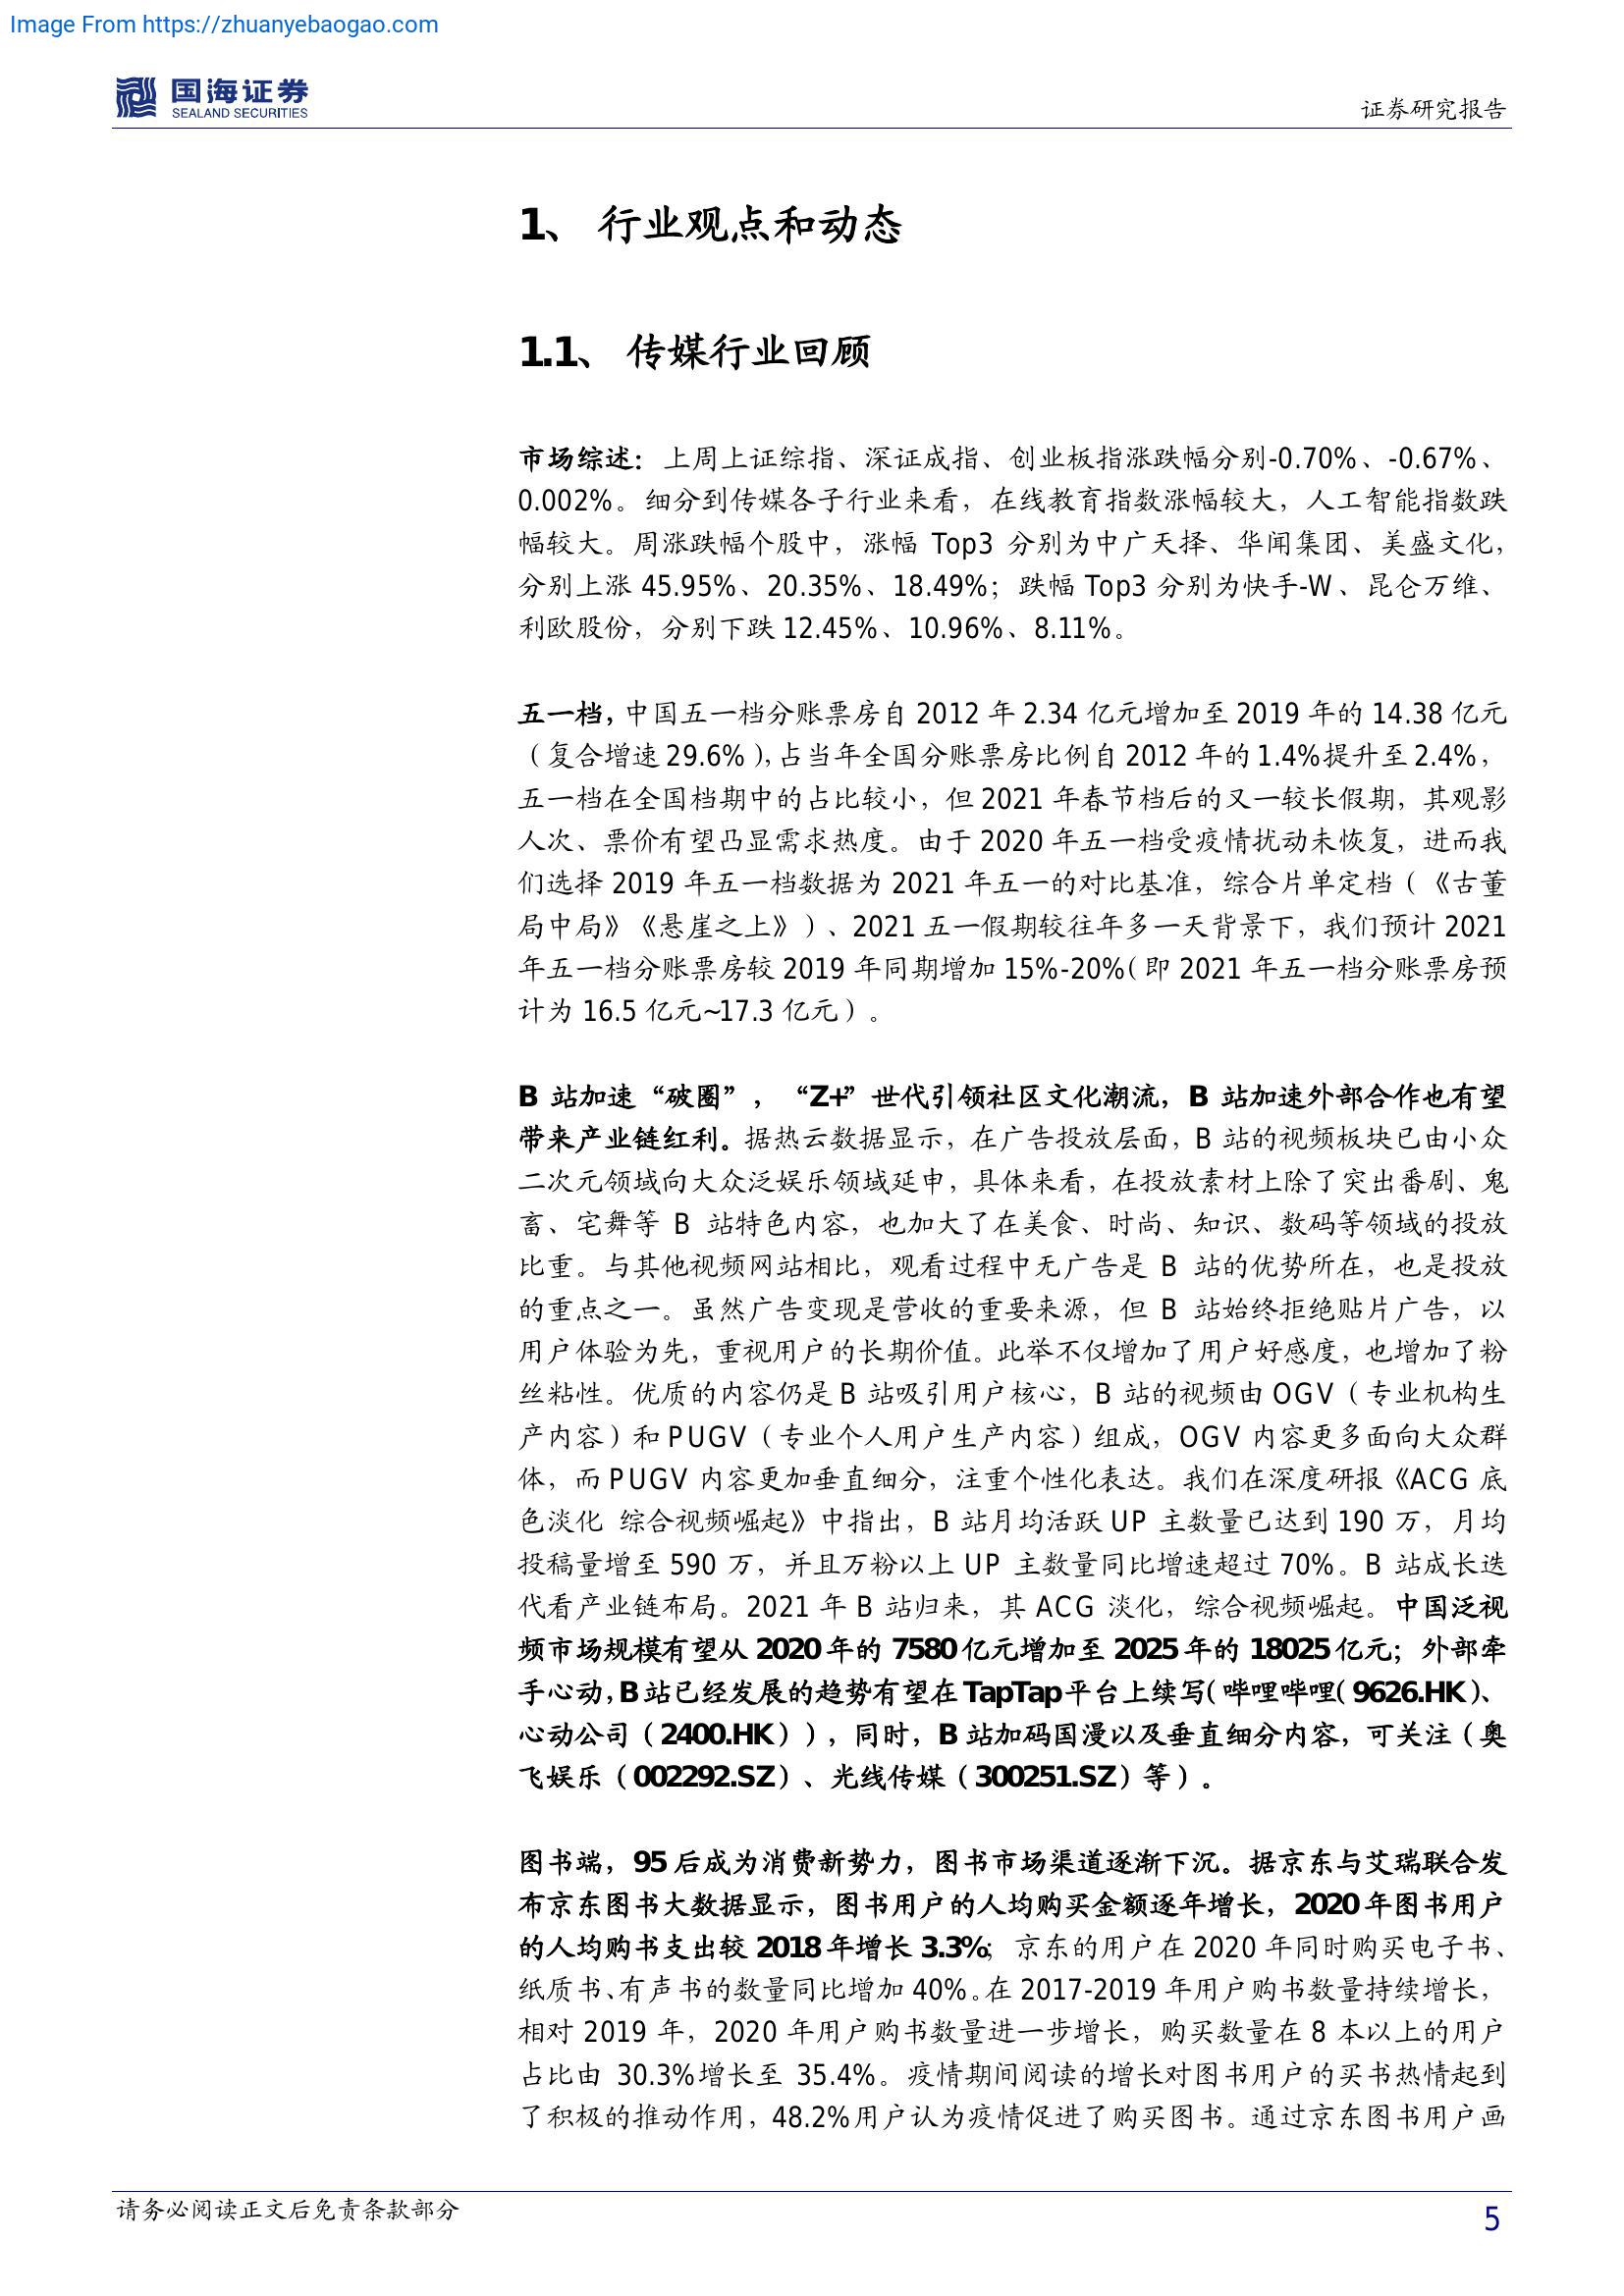 Image From https://zhuanyebaogao.com
国海证券
SEALAND SECURITIES
证券研究报告
1、 行业观点和动态
1.1、 传媒行业回顾
市场综述：上周上证综指、深证成指、创业板指涨跌幅分别-0.70%、-0.67%、
0.002%。细分到传媒各子行业来看，在线教育指数涨幅较大，人工智能指数跌
幅较大。周涨跌幅个股中，涨幅 Top3 分别为中广天择、华闻集团、美盛文化，
分别上涨 45.95%、20.35%、18.49%；跌幅 Top3 分别为快手-W、昆仑万维、
利欧股份，分别下跌 12.45%、10.96%、8.11%。
五一档，中国五一档分账票房自 2012 年 2.34 亿元增加至 2019 年的 14.38 亿元
（复合增速 29.6%），占当年全国分账票房比例自 2012 年的 1.4%提升至 2.4%，
五一档在全国档期中的占比较小，但 2021 年春节档后的又一较长假期，其观影
人次、票价有望凸显需求热度。由于 2020 年五一档受疫情扰动未恢复，进而我
们选择 2019 年五一档数据为 2021 年五一的对比基准，综合片单定档（《古董
局中局》《悬崖之上》）、2021 五一假期较往年多一天背景下，我们预计 2021
年五一档分账票房较 2019 年同期增加 15%-20%（即 2021 年五一档分账票房预
计为 16.5 亿元~17.3 亿元）。
B 站加速“破圈”，“Z+”世代引领社区文化潮流，B 站加速外部合作也有望
带来产业链红利。据热云数据显示，在广告投放层面，B 站的视频板块已由小众
二次元领域向大众泛娱乐领域延申，具体来看，在投放素材上除了突出番剧、鬼
畜、宅舞等 B 站特色内容，也加大了在美食、时尚、知识、数码等领域的投放
比重。与其他视频网站相比，观看过程中无广告是 B 站的优势所在，也是投放
的重点之一。虽然广告变现是营收的重要来源，但 B 站始终拒绝贴片广告，以
用户体验为先，重视用户的长期价值。此举不仅增加了用户好感度，也增加了粉
丝粘性。优质的内容仍是 B 站吸引用户核心，B 站的视频由 OGV（专业机构生
产内容）和 PUGV（专业个人用户生产内容）组成，OGV 内容更多面向大众群
体，而 PUGV 内容更加垂直细分，注重个性化表达。我们在深度研报《ACG 底
色淡化 综合视频崛起》中指出，B 站月均活跃 UP 主数量已达到 190 万，月均
投稿量增至 590 万，并且万粉以上 UP 主数量同比增速超过 70%。B 站成长迭
代看产业链布局。2021 年 B 站归来，其 ACG 淡化，综合视频崛起。中国泛视
频市场规模有望从 2020 年的 7580 亿元增加至 2025 年的 18025 亿元；外部牵
手心动，B 站已经发展的趋势有望在 TapTap 平台上续写（哔哩哔哩（9626.HK）、
心动公司（2400.HK）），同时，B 站加码国漫以及垂直细分内容，可关注（奥
飞娱乐（002292.SZ）、光线传媒（300251.SZ）等）。
图书端，95 后成为消费新势力，图书市场渠道逐渐下沉。据京东与艾瑞联合发
布京东图书大数据显示，图书用户的人均购买金额逐年增长，2020 年图书用户
的人均购书支出较 2018 年增长 3.3%；京东的用户在 2020 年同时购买电子书、
纸质书、有声书的数量同比增加 40%。在 2017-2019 年用户购书数量持续增长，
相对 2019 年，2020 年用户购书数量进一步增长，购买数量在 8 本以上的用户
占比由 30.3%增长至 35.4%。疫情期间阅读的增长对图书用户的买书热情起到
了积极的推动作用，48.2%用户认为疫情促进了购买图书。通过京东图书用户画
请务必阅读正文后免责条款部分
5